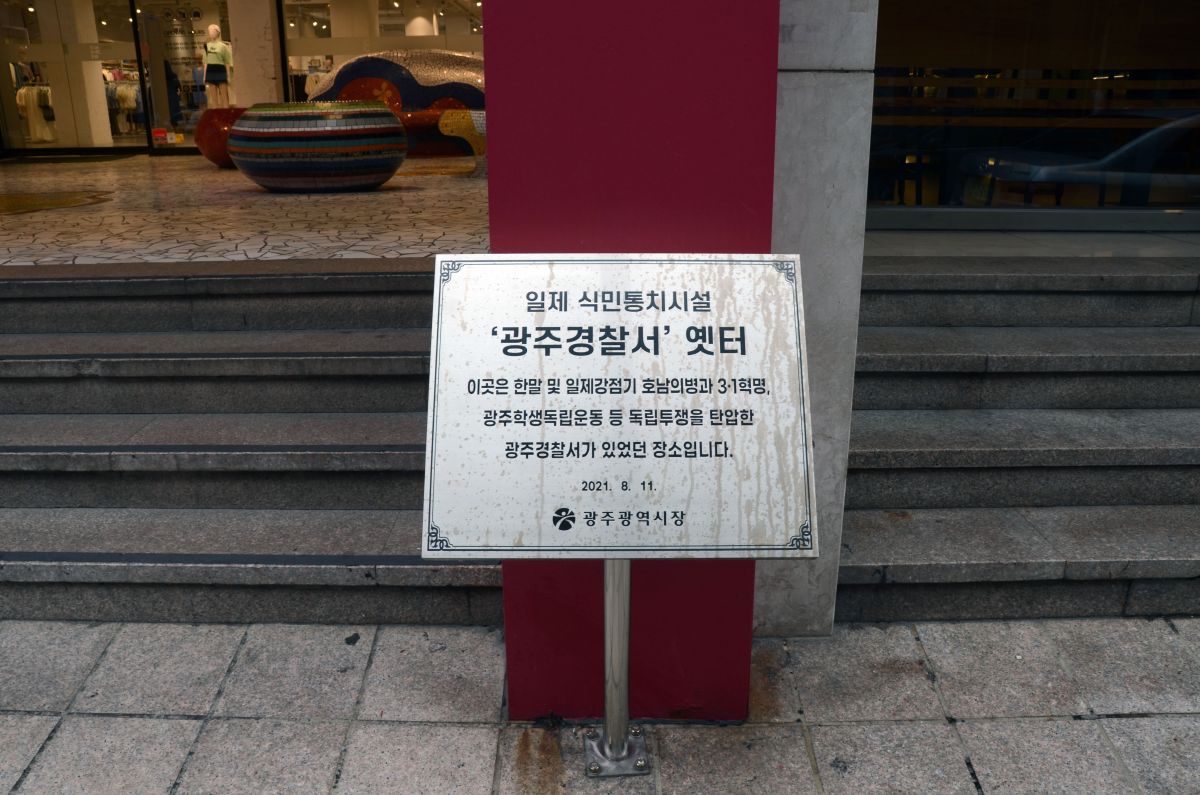 일제 식민통치시설
‘광주경찰서’ 옛터
이곳은 한말 및 일제강점기 호남의병과 3·1혁명,
광주학생독립운동 등 독립투쟁을 탄압한
광주경찰서가 있었던 장소입니다.
2021. 8. 11.
광주광역시장